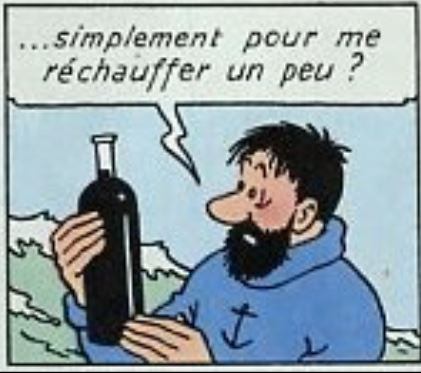 ...simplement pour me
réchauffer un peu ?